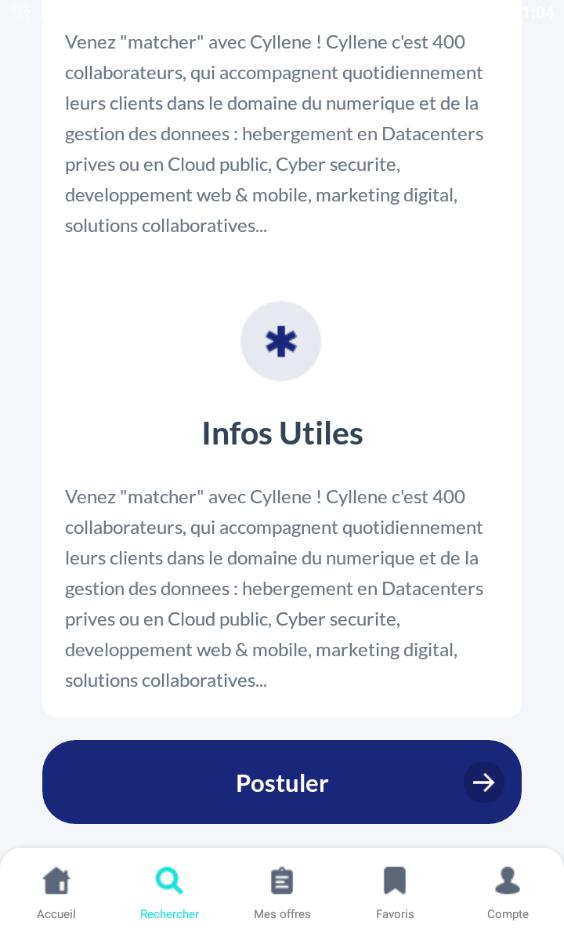 1:04
Venez "matcher" avec Cyllene ! Cyllene c'est 400
collaborateurs, qui accompagnent quotidiennement
leurs clients dans le domaine du numerique et de la
gestion des donnees : hebergement en Datacenters
prives ou en Cloud public, Cyber securite,
developpement web & mobile, marketing digital,
solutions collaboratives...
Infos Utiles
Venez "matcher" avec Cyllene ! Cyllene c'est 400
collaborateurs, qui accompagnent quotidiennement
leurs clients dans le domaine du numerique et de la
gestion des donnees : hebergement en Datacenters
prives ou en Cloud public, Cyber securite,
developpement web & mobile, marketing digital,
solutions collaboratives...
Postuler
Accueil Rechercher Mes offres Favoris Compte